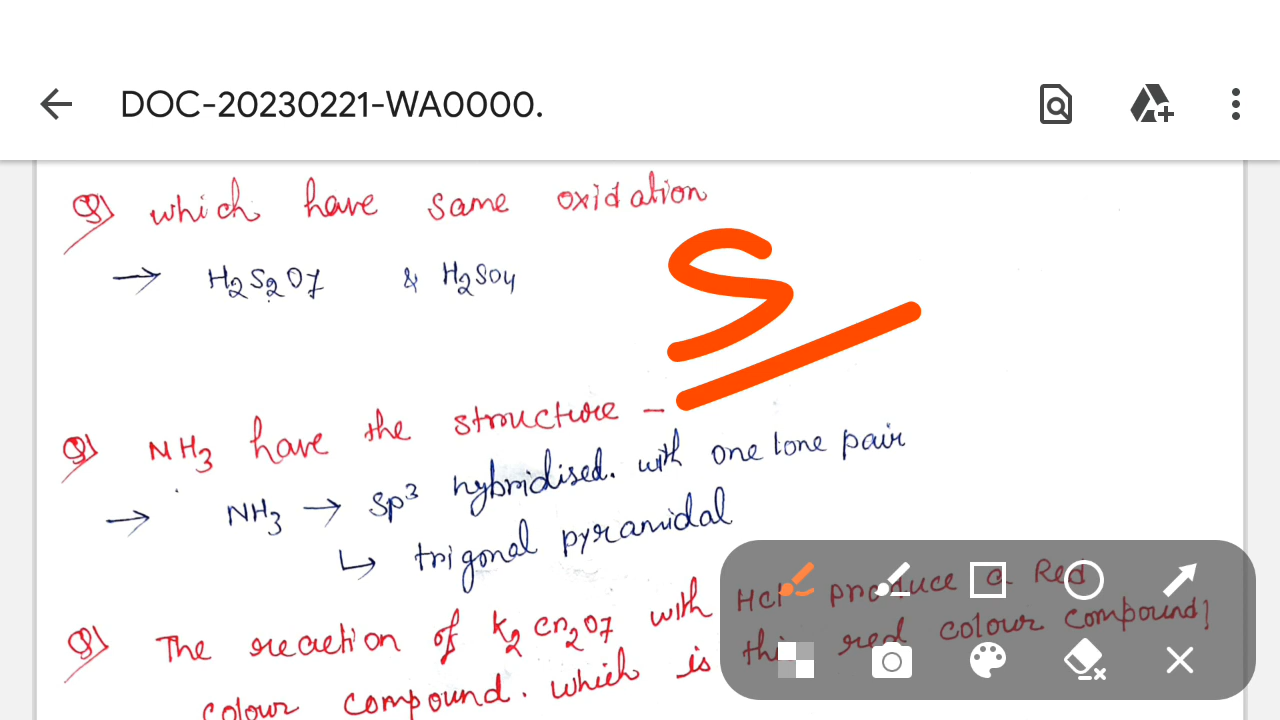 DOC-20230221-WA0000.
Q) which have same oxidation
→ H2S2O7 & H2SO4
S
Q) NH3 have the structure -
→ NH3 → Sp3 hybridised. with one lone pair
↳ trigonal pyramidal
Q) The reaction of K2Cr2O7 with HCl produce a Red
colour compound. which is this red colour compound?